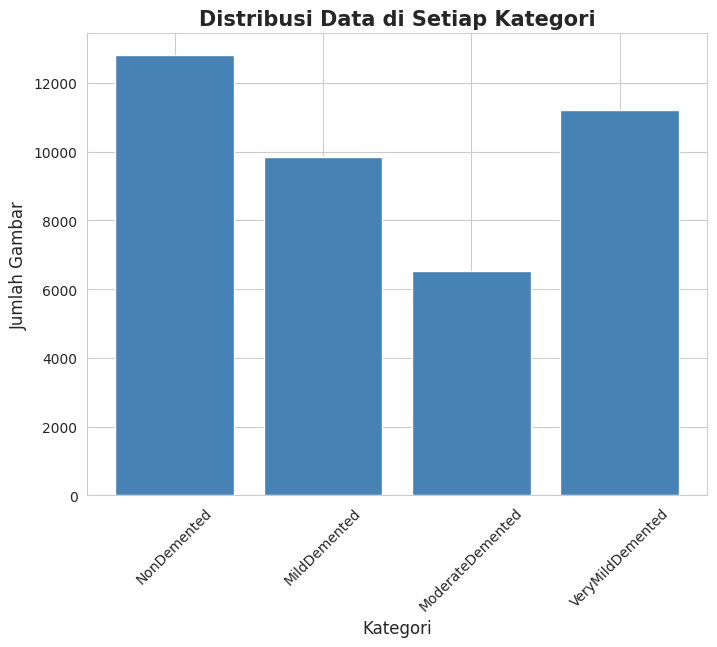 Distribusi Data di Setiap Kategori
Jumlah Gambar
12000
10000
8000
6000
4000
2000
0
NonDemented
MildDemented
ModerateDemented
VeryMildDemented
Kategori